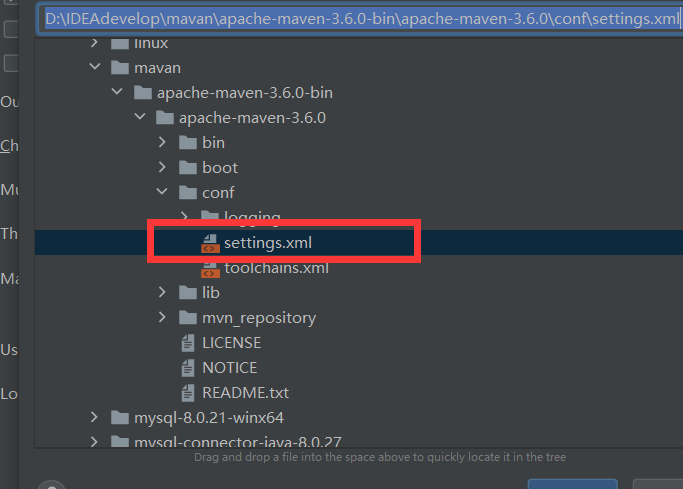 D:\IDEAdevelop\mavan\apache-maven-3.6.0-bin\apache-maven-3.6.0\conf\settings.xml
linux
mavan
apache-maven-3.6.0-bin
apache-maven-3.6.0
bin
boot
conf
logging
settings.xml
toolchains.xml
lib
mvn_repository
LICENSE
NOTICE
README.txt
mysql-8.0.21-winx64
mysql-connector-java-8.0.27
Drag and drop a file into the space above to quickly locate it in the tree
Ou
Ch
Mu
Th
Ma
Us
Lo